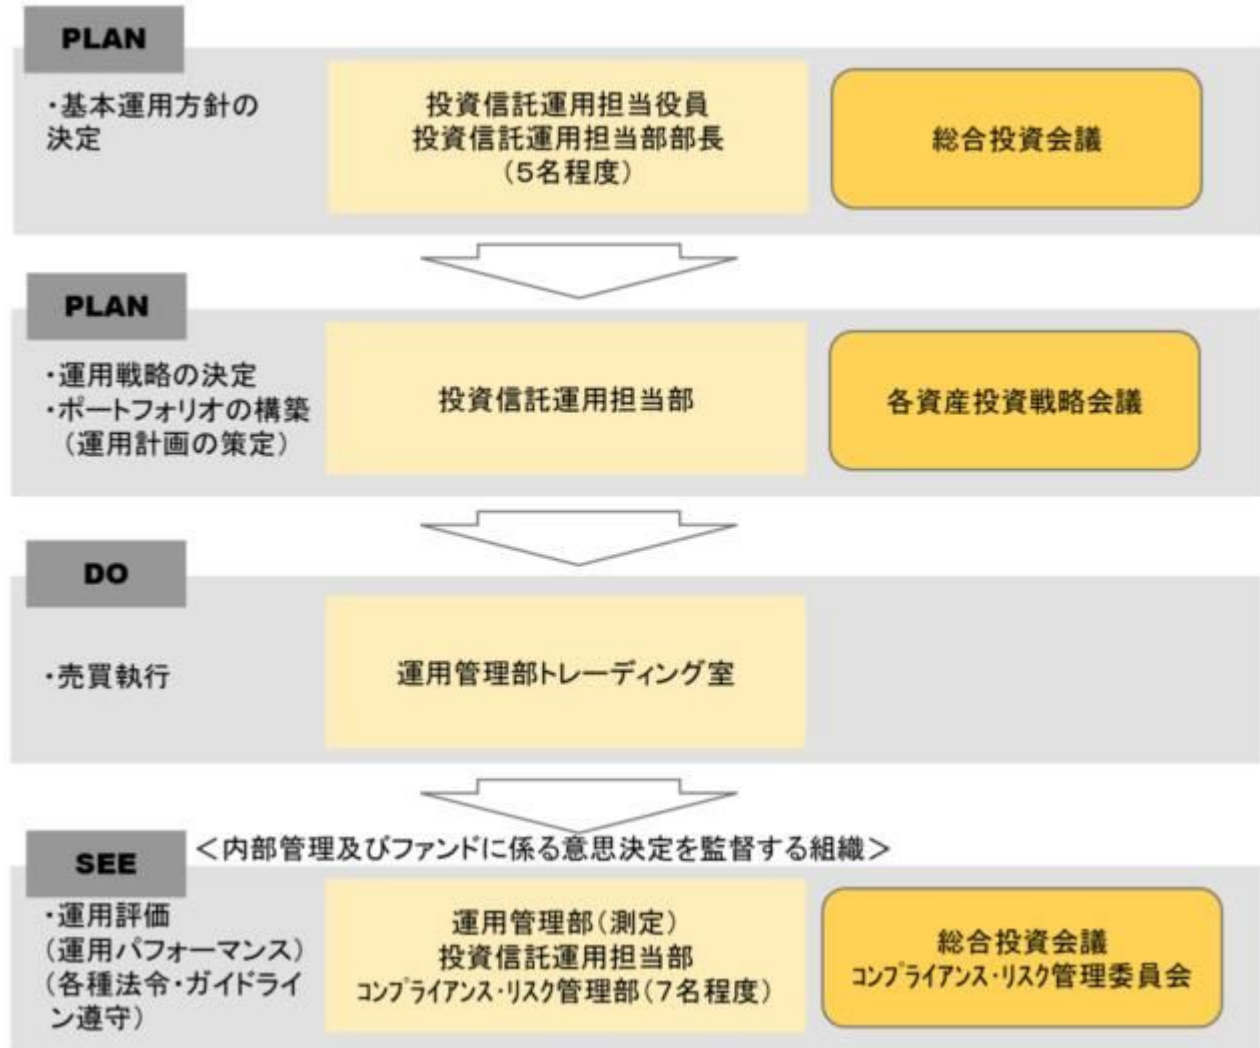 PLAN
・基本運用方針の
決定
投資信託運用担当役員
投資信託運用担当部部長
（５名程度）
総合投資会議
PLAN
・運用戦略の決定
・ポートフォリオの構築
（運用計画の策定）
投資信託運用担当部
各資産投資戦略会議
DO
・売買執行
運用管理部トレーディング室
SEE
＜内部管理及びファンドに係る意思決定を監督する組織＞
・運用評価
（運用パフォーマンス）
（各種法令・ガイドライ
ン遵守）
運用管理部（測定）
投資信託運用担当部
ｺﾝﾌﾟﾗｲｱﾝｽ・ﾘｽｸ管理部（７名程度）
総合投資会議
ｺﾝﾌﾟﾗｲｱﾝｽ・ﾘｽｸ管理委員会